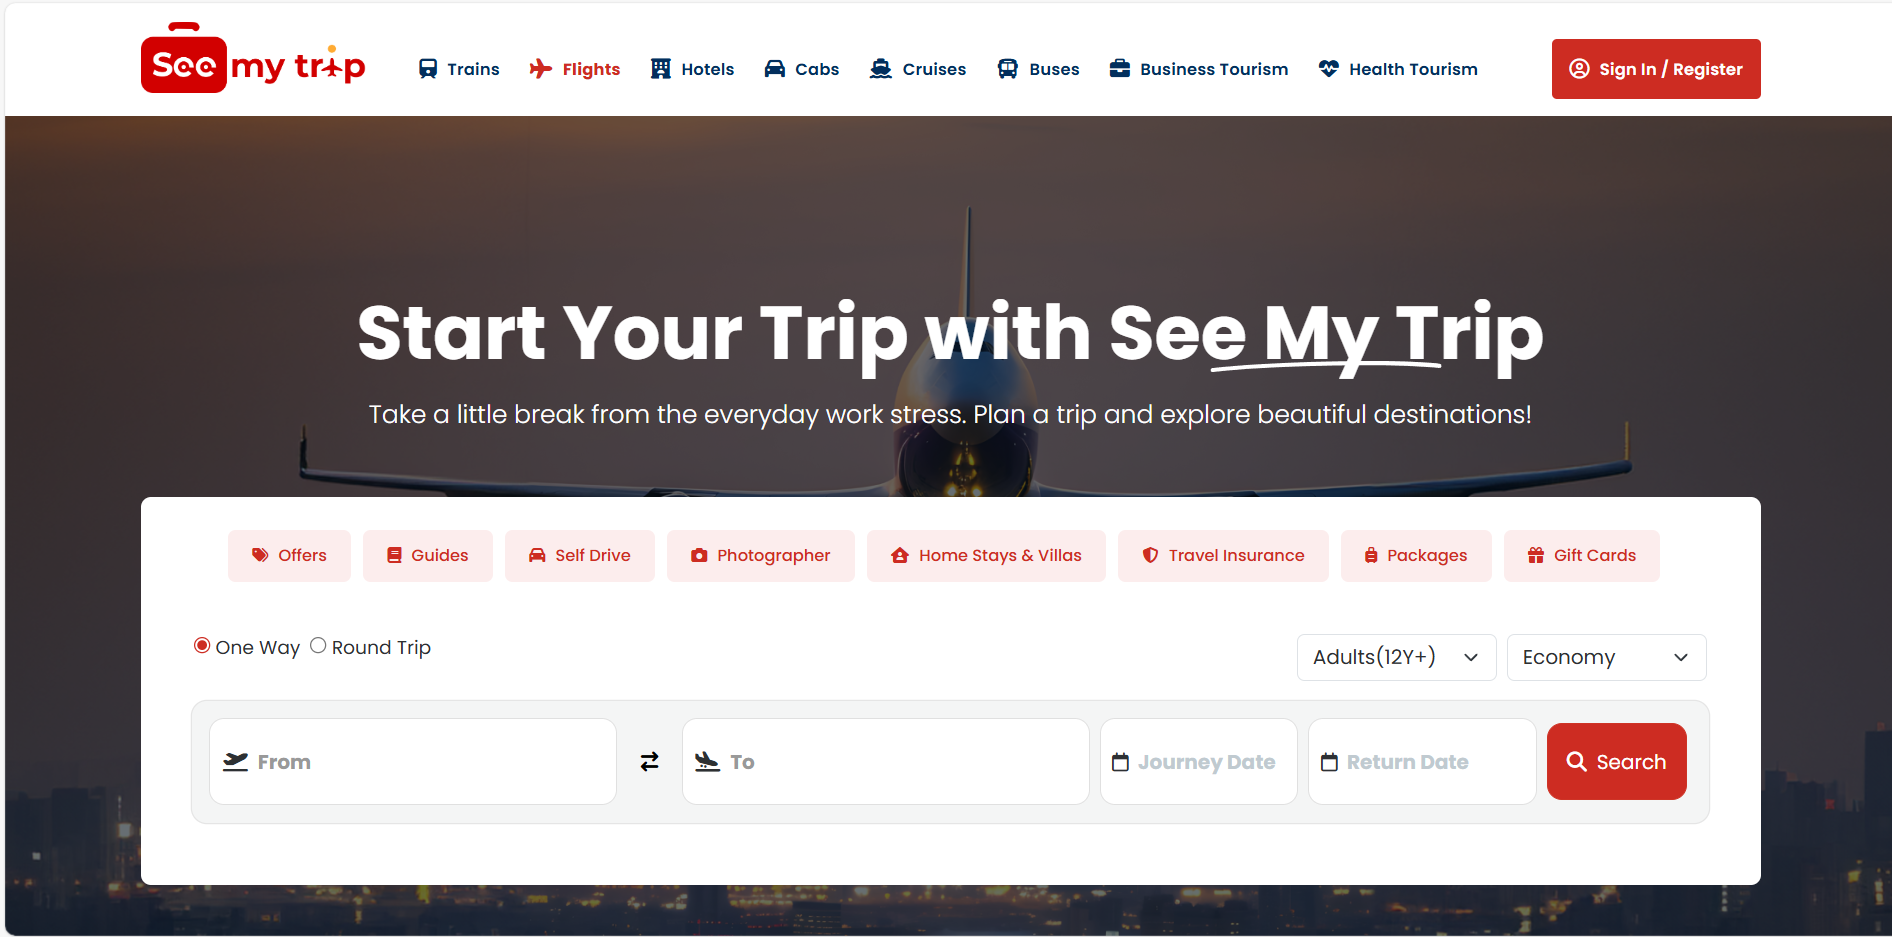 See my trip
Trains Flights Hotels Cabs Cruises Buses Business Tourism Health Tourism Sign In / Register
Start Your Trip with See My Trip
Take a little break from the everyday work stress. Plan a trip and explore beautiful destinations!
Offers Guides Self Drive Photographer Home Stays & Villas Travel Insurance Packages Gift Cards
One Way Round Trip Adults(12Y+) Economy
From To Journey Date Return Date Search